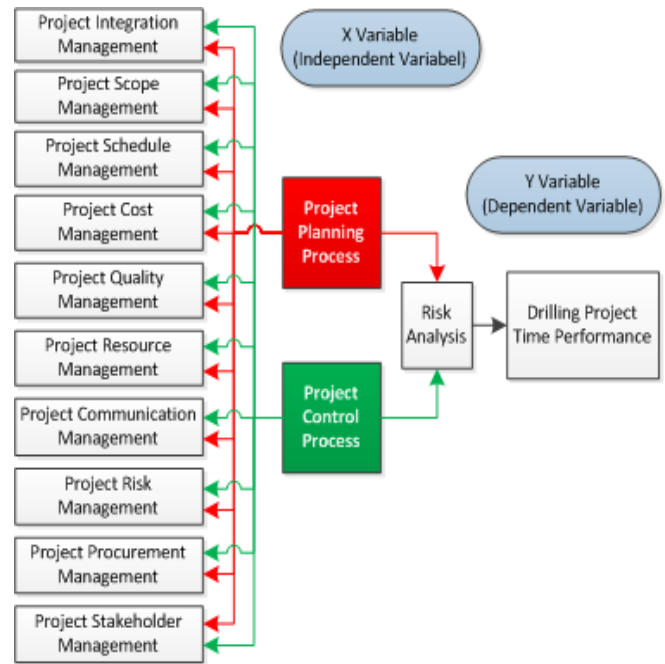 Project Integration
Management
Project Scope
Management
Project Schedule
Management
Project Cost
Management
Project Quality
Management
Project Resource
Management
Project Communication
Management
Project Risk
Management
Project Procurement
Management
Project Stakeholder
Management
X Variable
(Independent Variabel)
Y Variable
(Dependent Variable)
Project
Planning
Process
Project
Control
Process
Risk
Analysis
Drilling Project
Time Performance